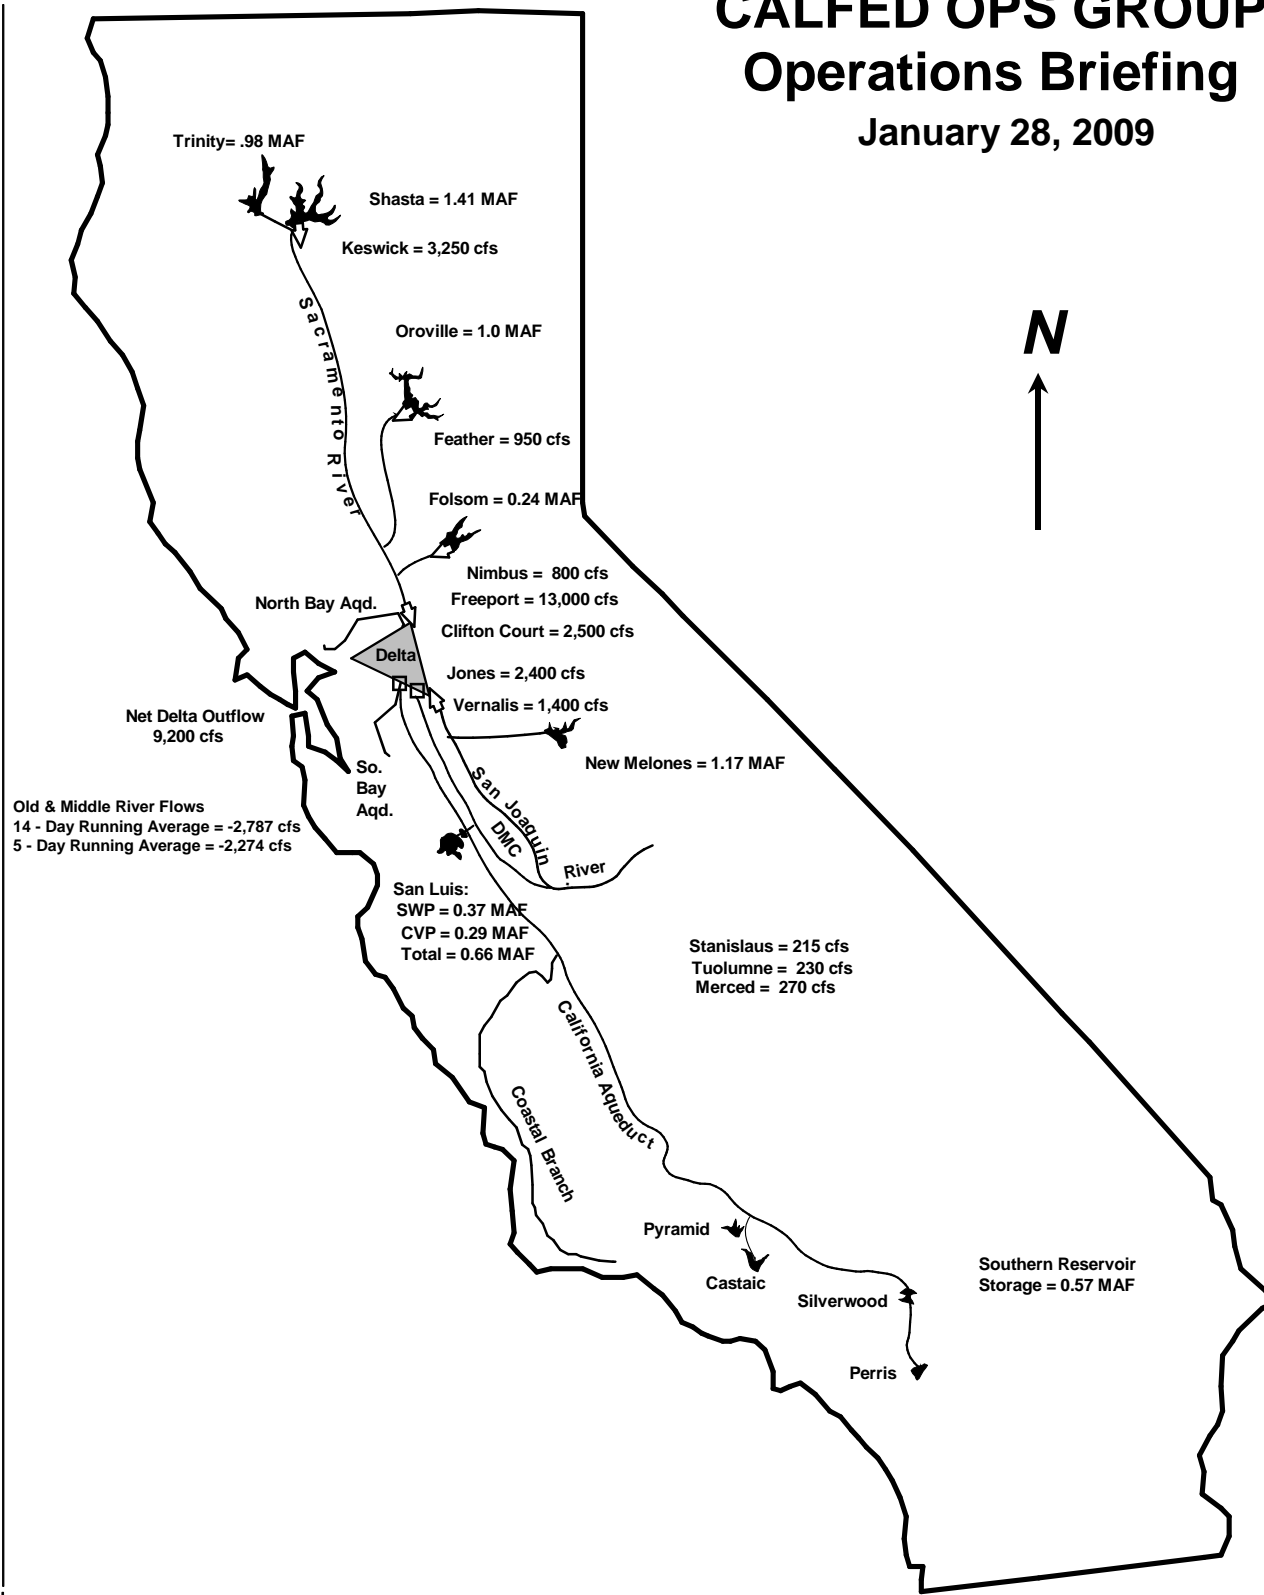 CALFED OPS GROUP
Operations Briefing
January 28, 2009
Trinity= .98 MAF
Shasta = 1.41 MAF
Keswick = 3,250 cfs
Sacramento River
N
Oroville = 1.0 MAF
Feather = 950 cfs
Folsom = 0.24 MAF
Nimbus = 800 cfs
North Bay Aqd.
Freeport = 13,000 cfs
Clifton Court = 2,500 cfs
Delta
Jones = 2,400 cfs
Vernalis = 1,400 cfs
Net Delta Outflow
9,200 cfs
New Melones = 1.17 MAF
So.
Bay
Aqd.
San Joaquin
River
DMC
Old & Middle River Flows
14 - Day Running Average = -2,787 cfs
5 - Day Running Average = -2,274 cfs
San Luis:
SWP = 0.37 MAF
CVP = 0.29 MAF
Total = 0.66 MAF
Stanislaus = 215 cfs
Tuolumne = 230 cfs
Merced = 270 cfs
California Aqueduct
Coastal Branch
Pyramid
Castaic
Silverwood
Southern Reservoir
Storage = 0.57 MAF
Perris